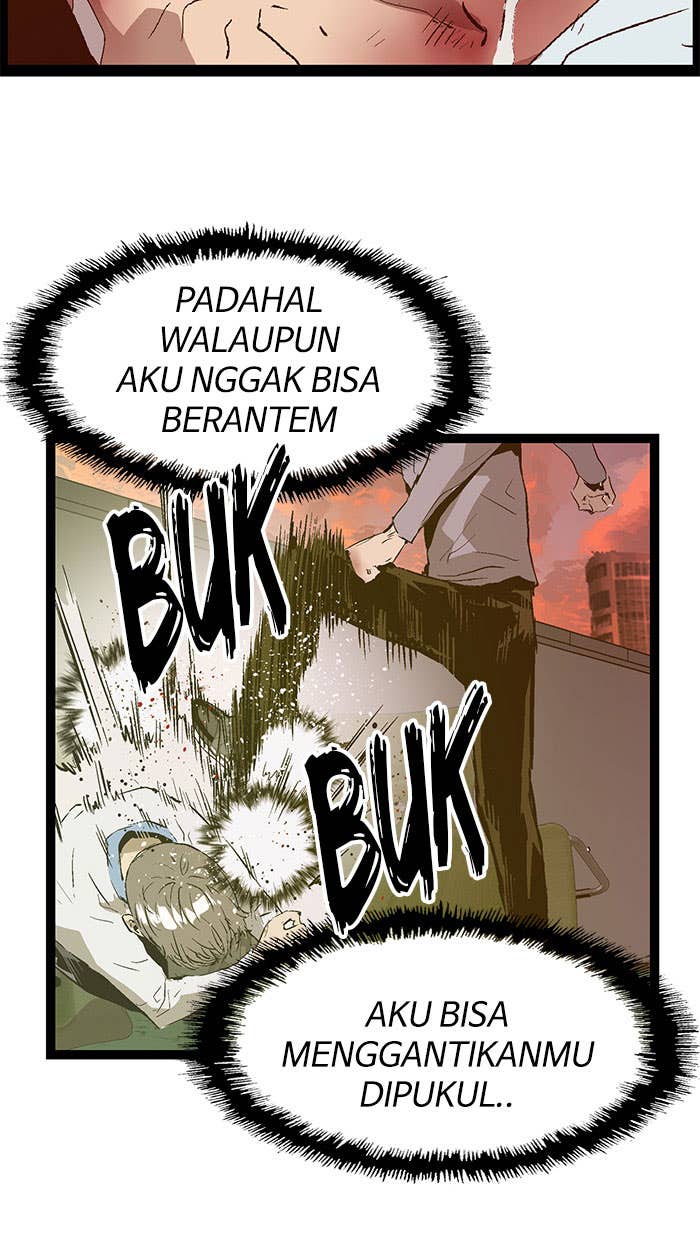 PADAHAL
WALAUPUN
AKU NGGAK BISA
BERANTEM
BUK
BUK
AKU BISA
MENGGANTIKANMU
DIPUKUL..